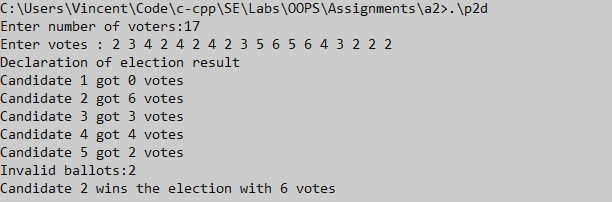 C:\Users\Vincent\Code\c-cpp\SE\Labs\OOPS\Assignments\a2>.\p2d
Enter number of voters:17
Enter votes : 2 3 4 2 4 2 4 2 3 5 6 5 6 4 3 2 2 2
Declaration of election result
Candidate 1 got 0 votes
Candidate 2 got 6 votes
Candidate 3 got 3 votes
Candidate 4 got 4 votes
Candidate 5 got 2 votes
Invalid ballots:2
Candidate 2 wins the election with 6 votes